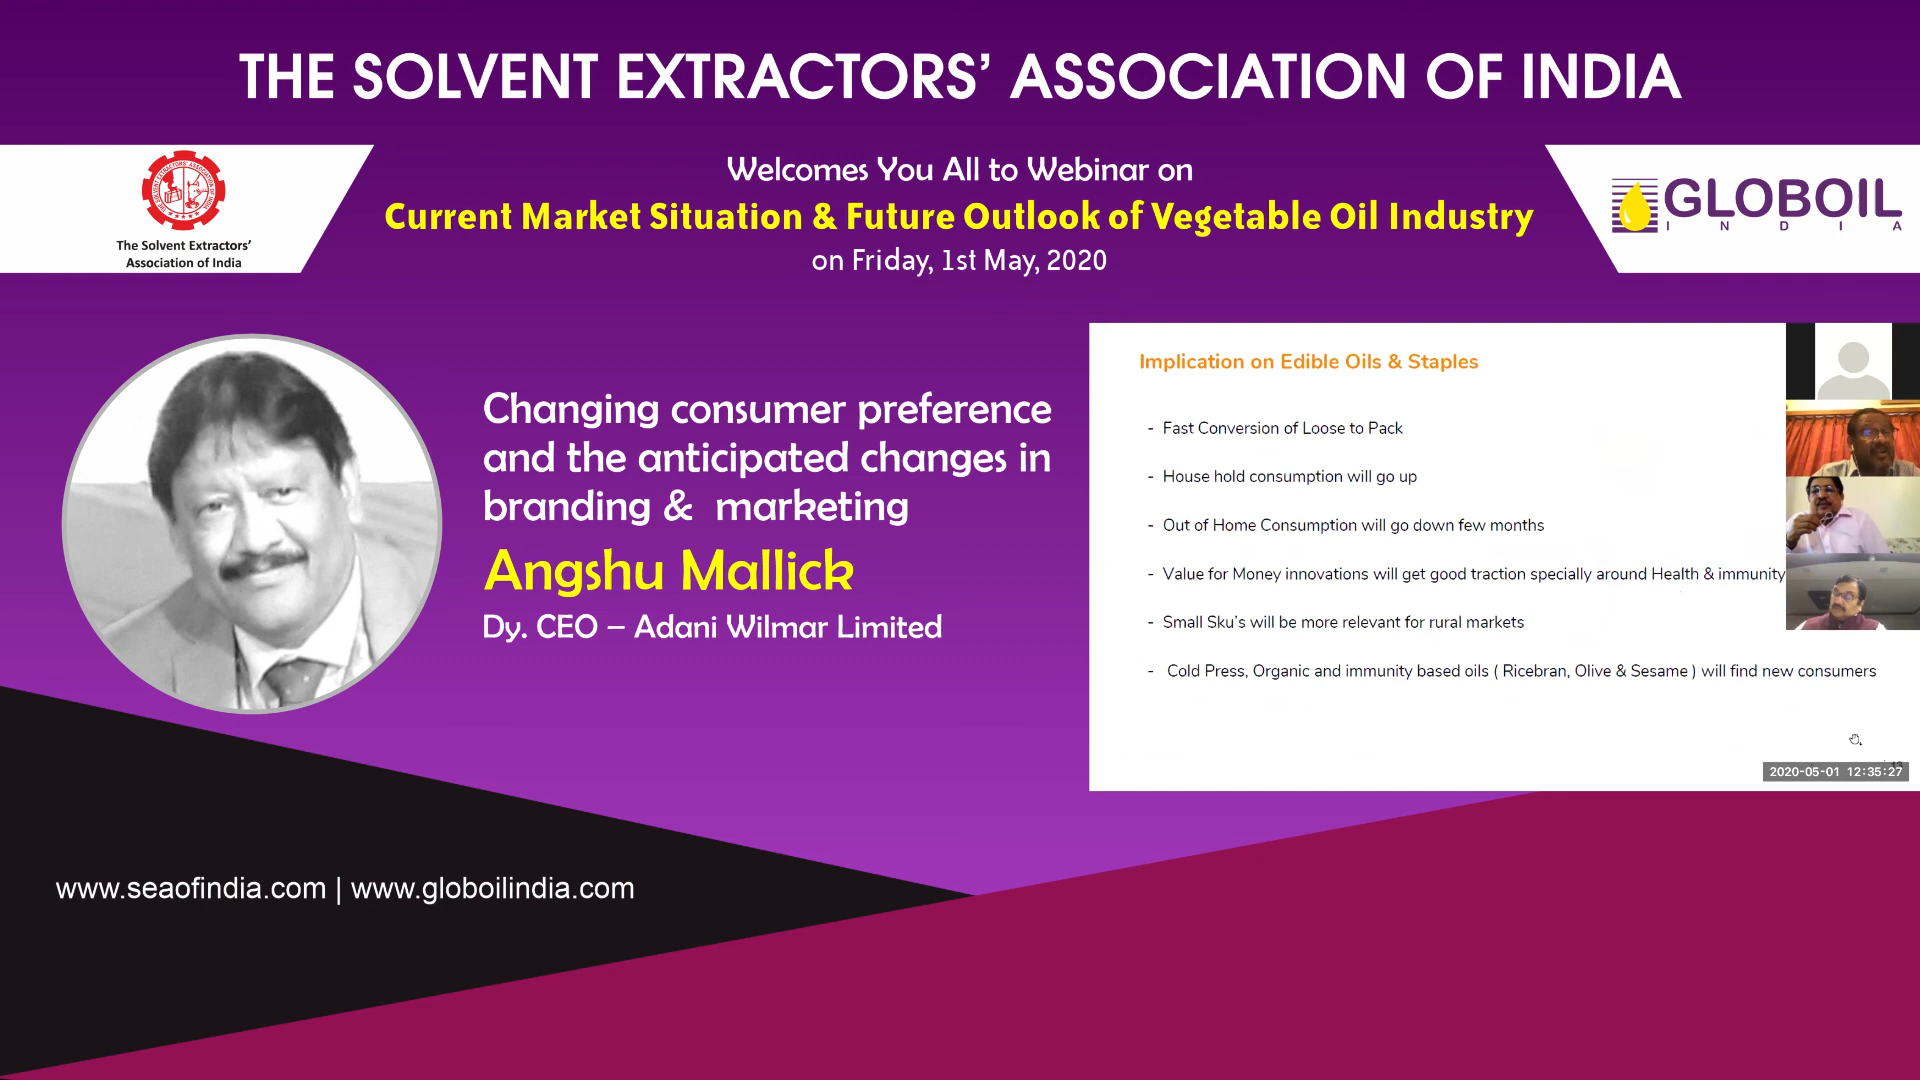 THE SOLVENT EXTRACTORS’ ASSOCIATION OF INDIA
The Solvent Extractors’
Association of India
Welcomes You All to Webinar on
Current Market Situation & Future Outlook of Vegetable Oil Industry
on Friday, 1st May, 2020
GLOBOIL
INDIA
Changing consumer preference
and the anticipated changes in
branding & marketing
Angshu Mallick
Dy. CEO – Adani Wilmar Limited
Implication on Edible Oils & Staples
- Fast Conversion of Loose to Pack
- House hold consumption will go up
- Out of Home Consumption will go down few months
- Value for Money innovations will get good traction specially around Health & immunity
- Small Sku’s will be more relevant for rural markets
- Cold Press, Organic and immunity based oils ( Ricebran, Olive & Sesame ) will find new consumers
2020-05-01 12:35:27
www.seaofindia.com | www.globoilindia.com